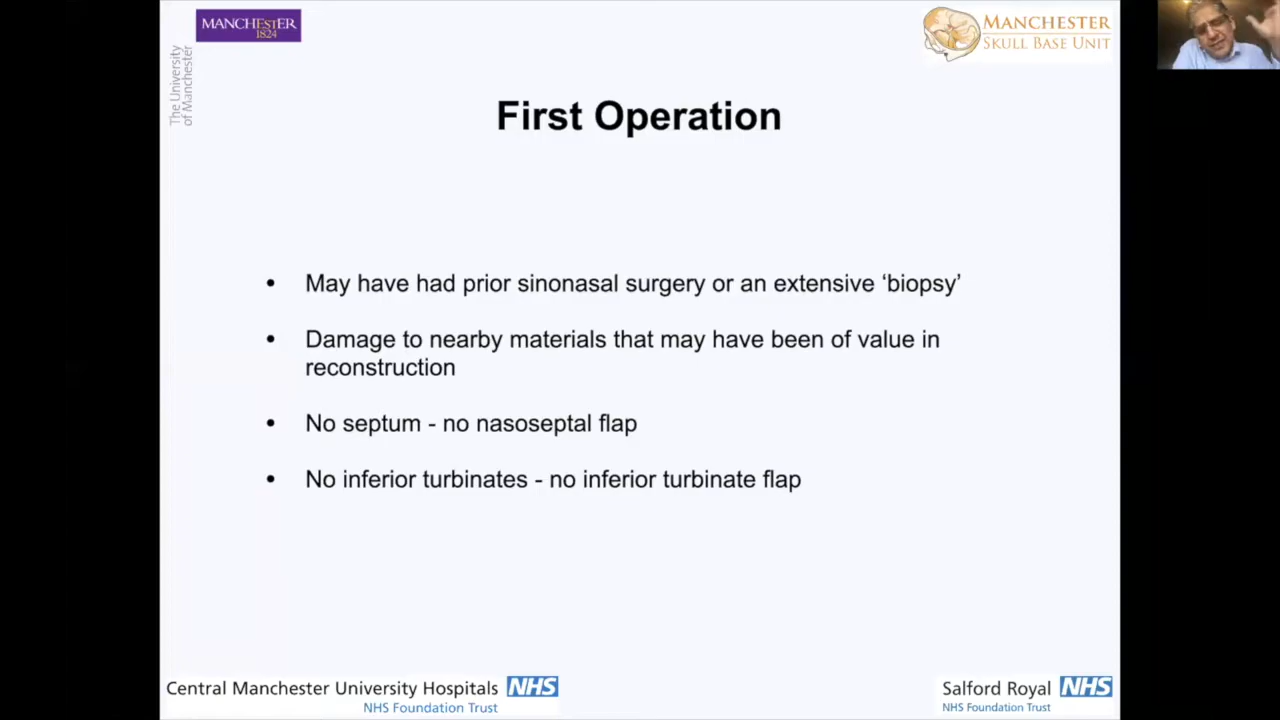 MANCHESTER
1824
The University
of Manchester
MANCHESTER
SKULL BASE UNIT
First Operation
• May have had prior sinonasal surgery or an extensive ‘biopsy’
• Damage to nearby materials that may have been of value in
reconstruction
• No septum - no nasoseptal flap
• No inferior turbinates - no inferior turbinate flap
Central Manchester University Hospitals NHS
NHS Foundation Trust
Salford Royal NHS
NHS Foundation Trust